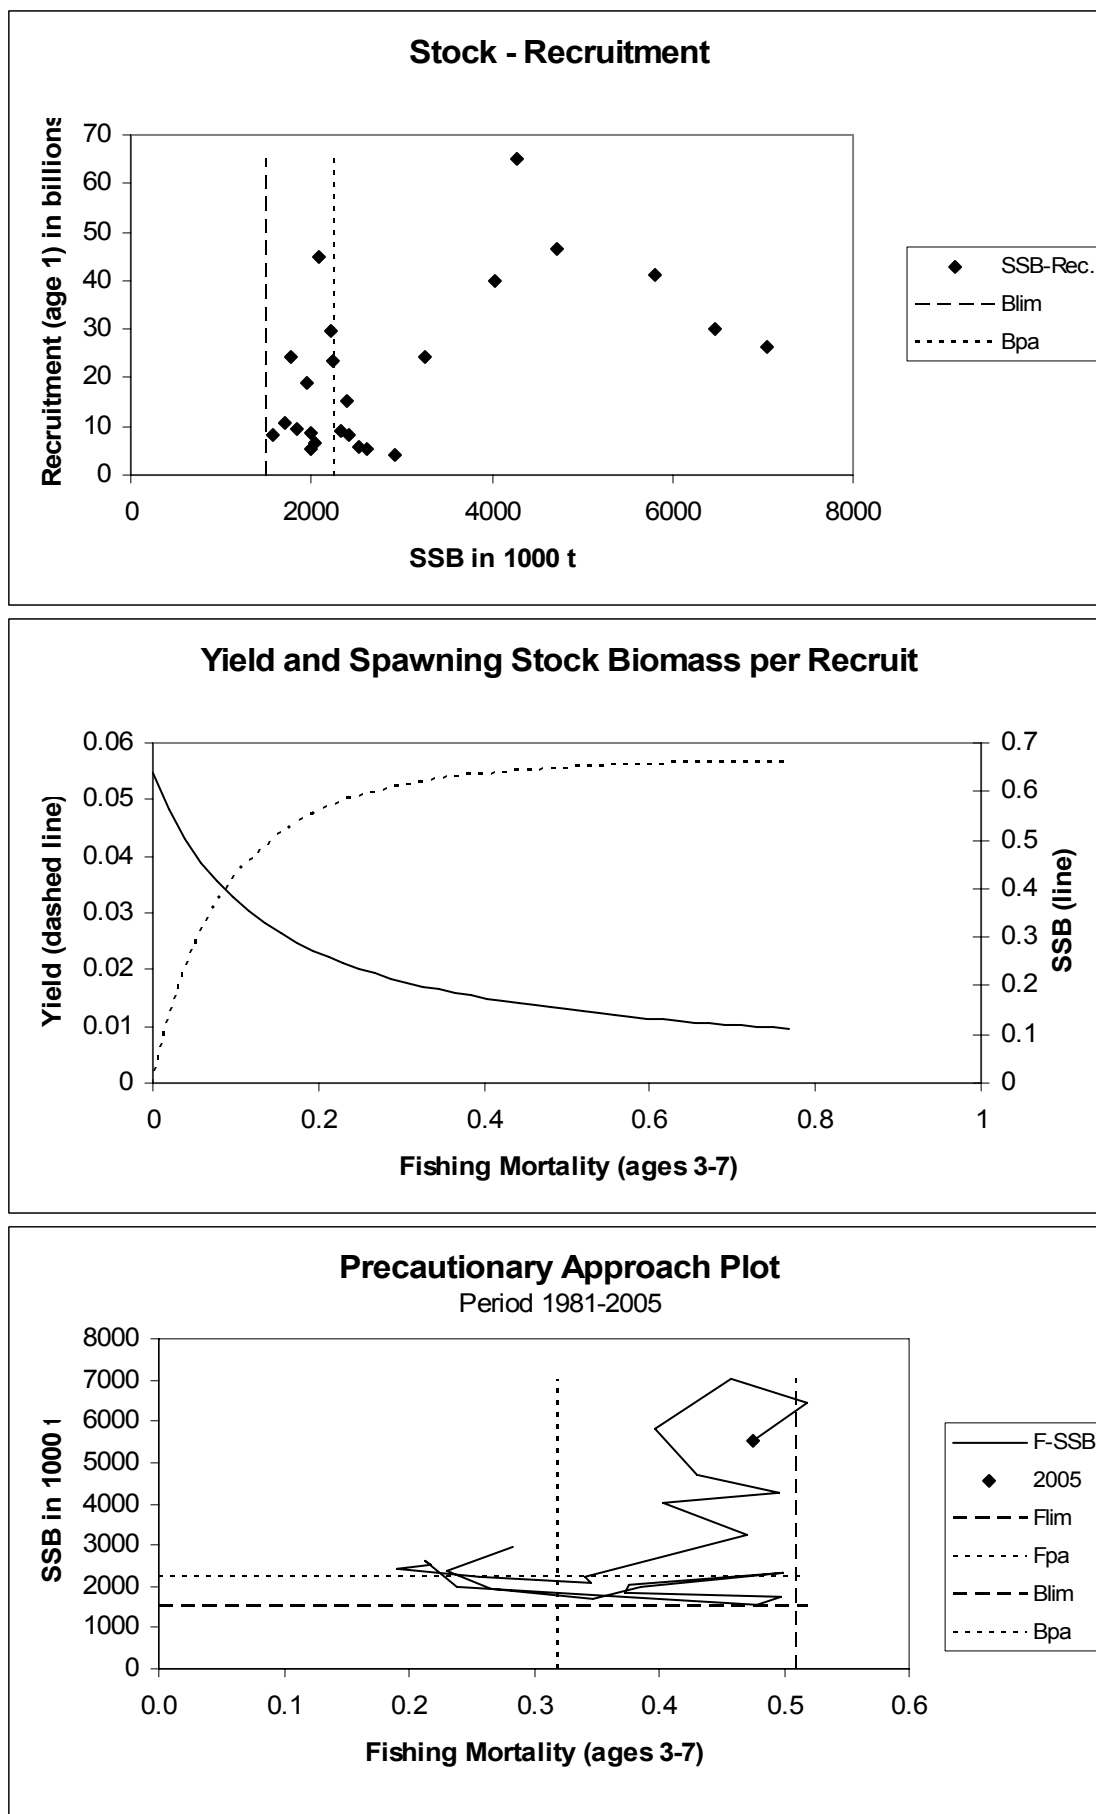 Stock - Recruitment
Recruitment (age 1) in billions
70
60
50
40
30
20
10
0
0 2000 4000 6000 8000
SSB in 1000 t
SSB-Rec.
Blim
Bpa
Yield and Spawning Stock Biomass per Recruit
Yield (dashed line)
0.06
0.05
0.04
0.03
0.02
0.01
0
0.7
0.6
0.5
0.4
0.3
0.2
0.1
0
SSB (line)
0 0.2 0.4 0.6 0.8 1
Fishing Mortality (ages 3-7)
Precautionary Approach Plot
Period 1981-2005
SSB in 1000 t
8000
7000
6000
5000
4000
3000
2000
1000
0
0.0 0.1 0.2 0.3 0.4 0.5 0.6
Fishing Mortality (ages 3-7)
F-SSB
2005
Flim
Fpa
Blim
Bpa